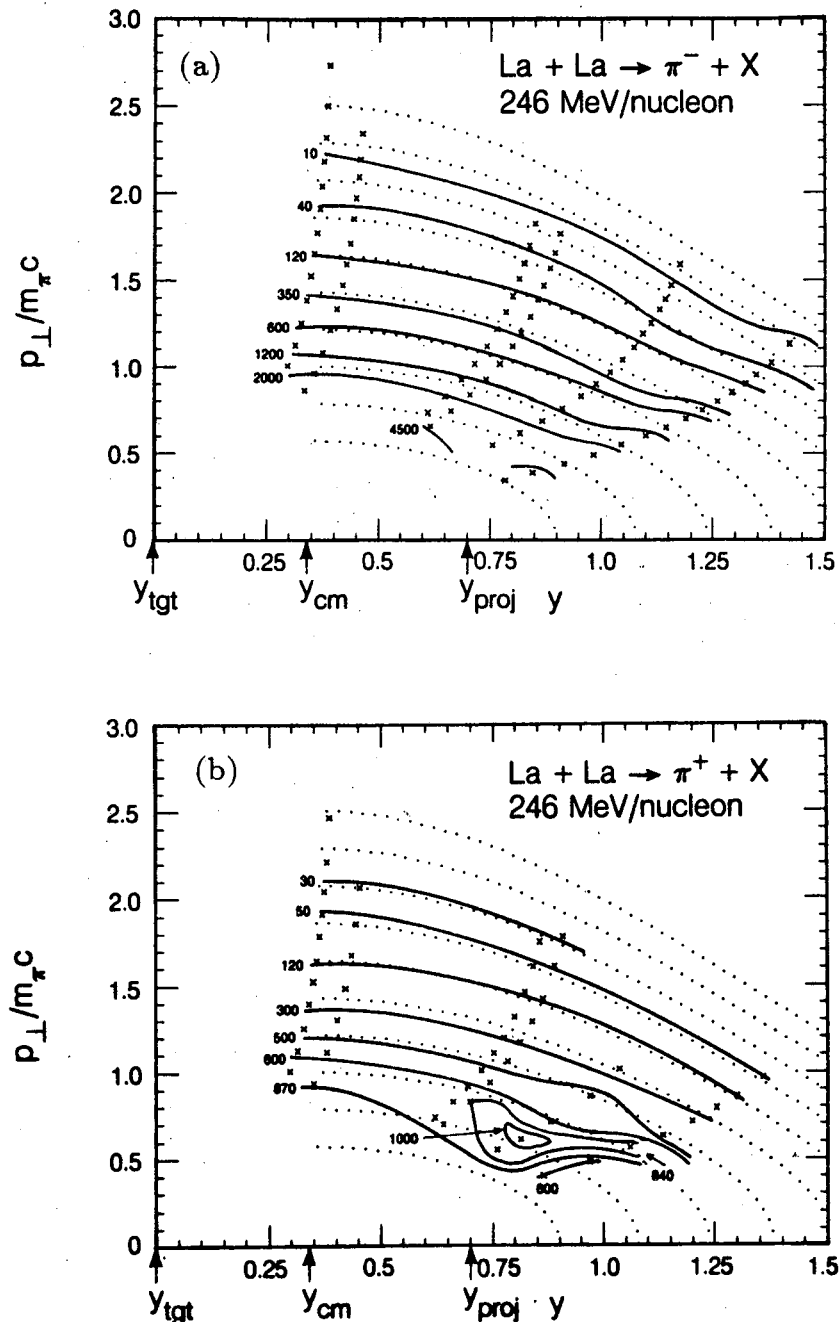 (a)
La + La → π⁻ + X
246 MeV/nucleon
p⊥/mπc
3.0
2.5
2.0
1.5
1.0
0.5
0
10
40
120
350
600
1200
2000
4500
0.25 0.5 0.75 1.0 1.25 1.5
y_tgt y_cm y_proj y
(b)
La + La → π⁺ + X
246 MeV/nucleon
p⊥/mπc
3.0
2.5
2.0
1.5
1.0
0.5
0
30
50
120
300
500
600
870
1000
840
600
0.25 0.5 0.75 1.0 1.25 1.5
y_tgt y_cm y_proj y